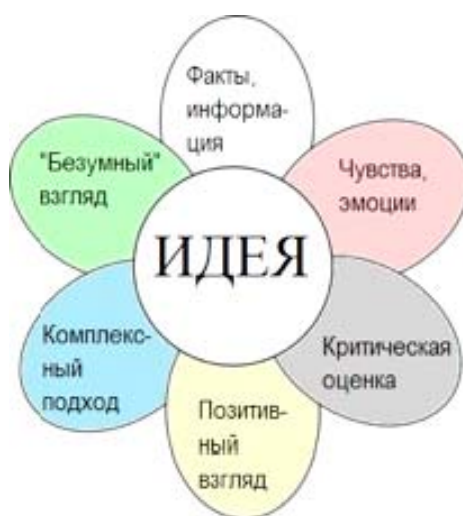 Факты,
информа-
ция
Чувства,
эмоции
Критическая
оценка
Позитив-
ный
взгляд
Комплекс-
ный
подход
"Безумный"
взгляд
ИДЕЯ